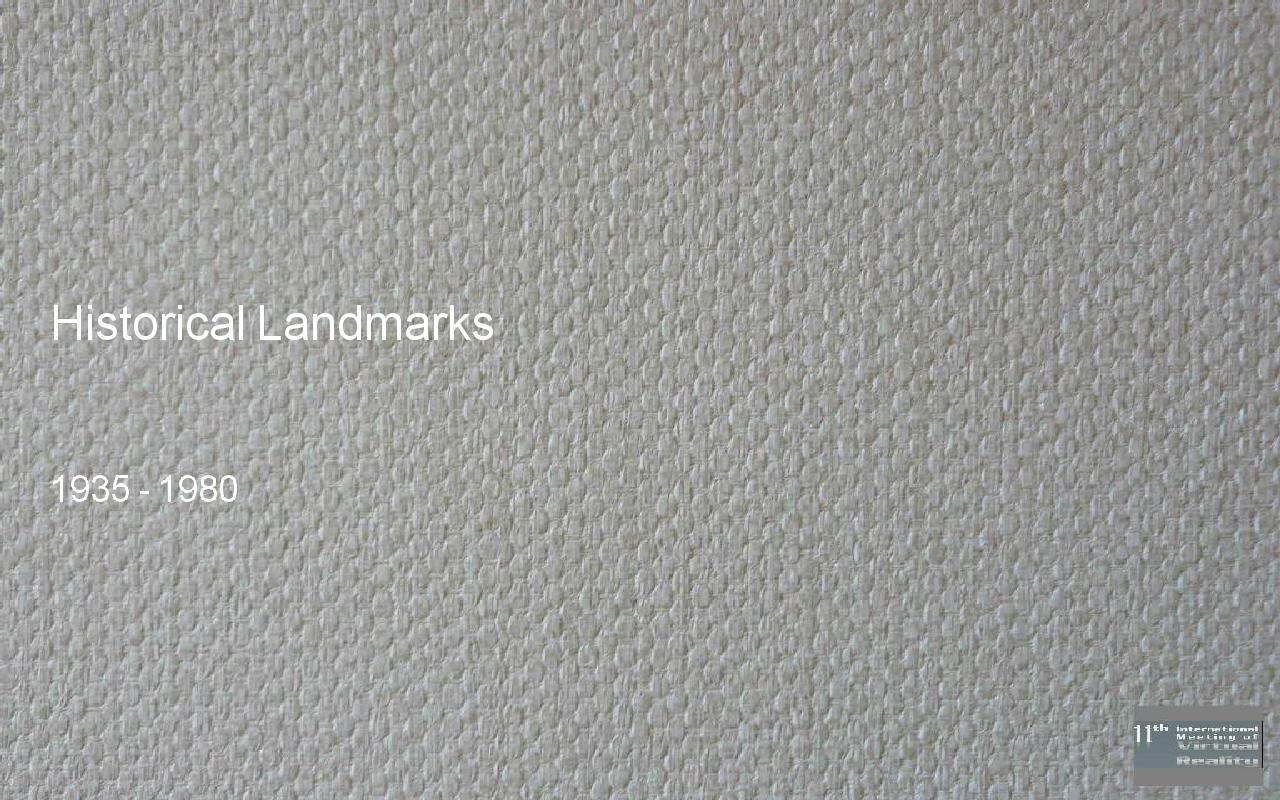 Historical Landmarks
1935 - 1980
11th International
Meeting of
Virtual
Reality